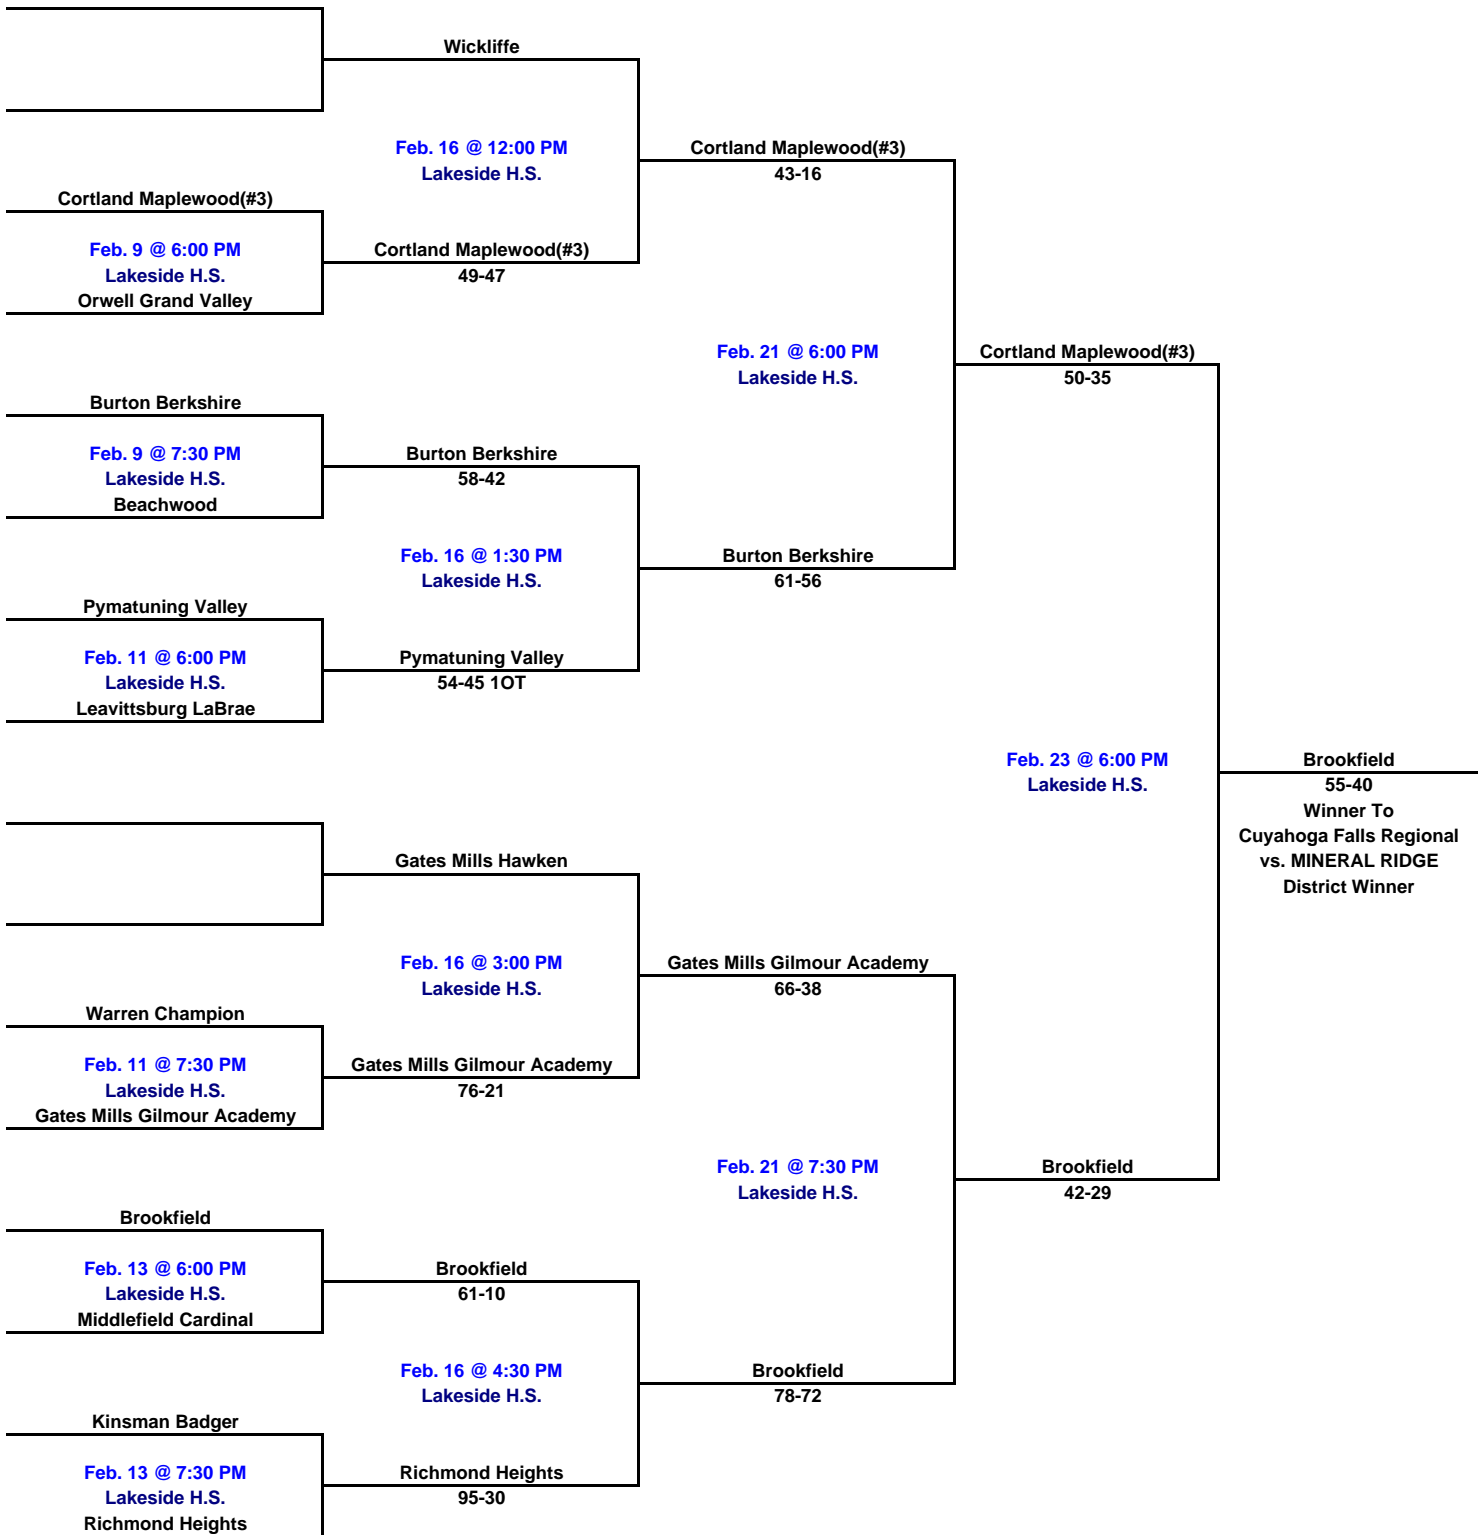 Wickliffe
Feb. 16 @ 12:00 PM
Lakeside H.S.
Cortland Maplewood(#3)
43-16
Cortland Maplewood(#3)
Feb. 9 @ 6:00 PM
Lakeside H.S.
Orwell Grand Valley
Cortland Maplewood(#3)
49-47
Feb. 21 @ 6:00 PM
Lakeside H.S.
Cortland Maplewood(#3)
50-35
Burton Berkshire
Feb. 9 @ 7:30 PM
Lakeside H.S.
Beachwood
Burton Berkshire
58-42
Feb. 16 @ 1:30 PM
Lakeside H.S.
Burton Berkshire
61-56
Pymatuning Valley
Feb. 11 @ 6:00 PM
Lakeside H.S.
Leavittsburg LaBrae
Pymatuning Valley
54-45 1OT
Feb. 23 @ 6:00 PM
Lakeside H.S.
Brookfield
55-40
Winner To
Cuyahoga Falls Regional
vs. MINERAL RIDGE
District Winner
Gates Mills Hawken
Feb. 16 @ 3:00 PM
Lakeside H.S.
Gates Mills Gilmour Academy
66-38
Warren Champion
Feb. 11 @ 7:30 PM
Lakeside H.S.
Gates Mills Gilmour Academy
Gates Mills Gilmour Academy
76-21
Feb. 21 @ 7:30 PM
Lakeside H.S.
Brookfield
42-29
Brookfield
Feb. 13 @ 6:00 PM
Lakeside H.S.
Middlefield Cardinal
Brookfield
61-10
Feb. 16 @ 4:30 PM
Lakeside H.S.
Brookfield
78-72
Kinsman Badger
Feb. 13 @ 7:30 PM
Lakeside H.S.
Richmond Heights
Richmond Heights
95-30